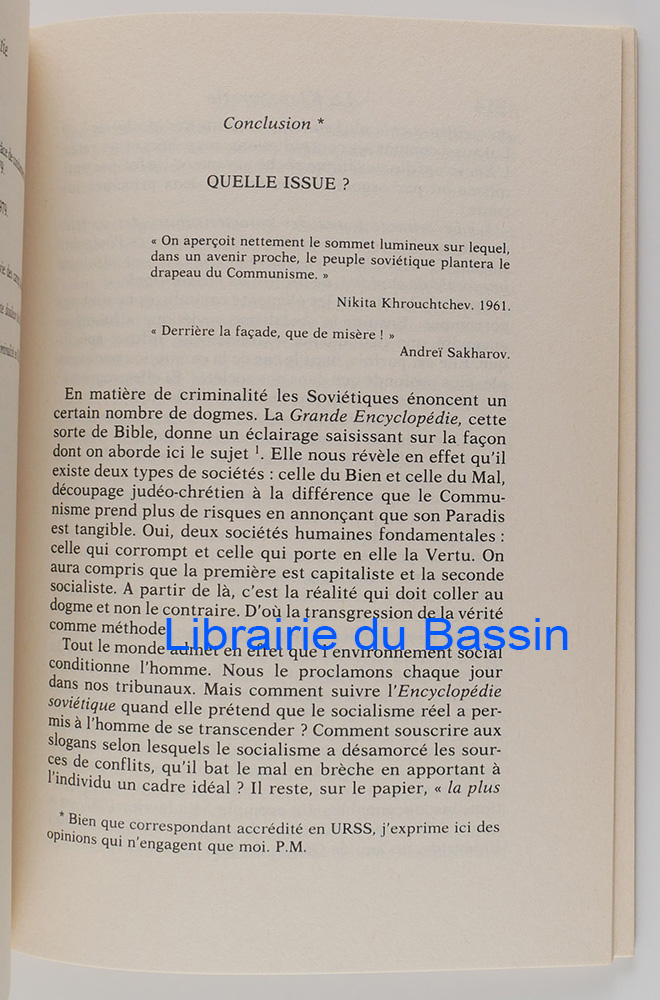 Conclusion *
QUELLE ISSUE ?
« On aperçoit nettement le sommet lumineux sur lequel,
dans un avenir proche, le peuple soviétique plantera le
drapeau du Communisme. »
Nikita Khrouchtchev. 1961.
« Derrière la façade, que de misère ! »
Andreï Sakharov.
En matière de criminalité les Soviétiques énoncent un
certain nombre de dogmes. La Grande Encyclopédie, cette
sorte de Bible, donne un éclairage saisissant sur la façon
dont on aborde ici le sujet ¹. Elle nous révèle en effet qu'il
existe deux types de sociétés : celle du Bien et celle du Mal,
découpage judéo-chrétien à la différence que le Commu-
nisme prend plus de risques en annonçant que son Paradis
est tangible. Oui, deux sociétés humaines fondamentales :
celle qui corrompt et celle qui porte en elle la Vertu. On
aura compris que la première est capitaliste et la seconde
socialiste. A partir de là, c'est la réalité qui doit coller au
dogme et non le contraire. D'où la transgression de la vérité
comme méthode
Librairie du Bassin
Tout le monde admet en effet que l'environnement social
conditionne l'homme. Nous le proclamons chaque jour
dans nos tribunaux. Mais comment suivre l'Encyclopédie
soviétique quand elle prétend que le socialisme réel a per-
mis à l'homme de se transcender ? Comment souscrire aux
slogans selon lesquels le socialisme a désamorcé les sour-
ces de conflits, qu'il bat le mal en brèche en apportant à
l'individu un cadre idéal ? Il reste, sur le papier, « la plus
* Bien que correspondant accrédité en URSS, j'exprime ici des
opinions qui n'engagent que moi. P.M.